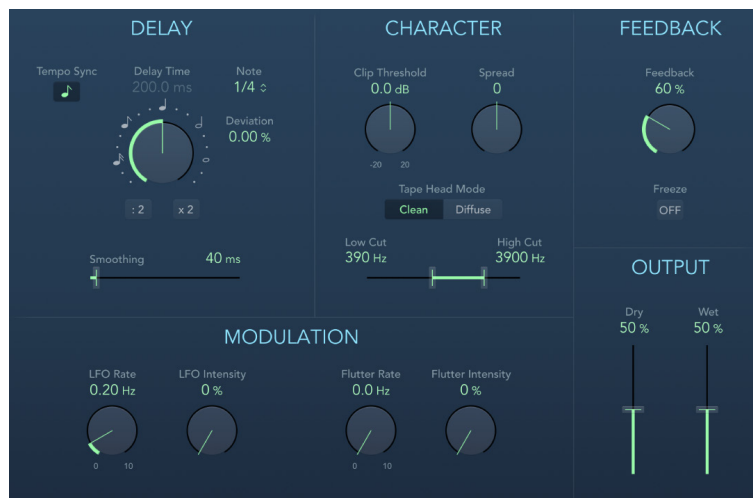 DELAY
Tempo Sync
Delay Time
200.0 ms
Note
1/4
Deviation
0.00 %
: 2
x 2
Smoothing
40 ms
CHARACTER
Clip Threshold
0.0 dB
Spread
0
-20
20
Tape Head Mode
Clean
Diffuse
Low Cut
390 Hz
High Cut
3900 Hz
FEEDBACK
Feedback
60 %
Freeze
OFF
OUTPUT
Dry
50 %
Wet
50 %
MODULATION
LFO Rate
0.20 Hz
0
10
LFO Intensity
0 %
Flutter Rate
0.0 Hz
0
10
Flutter Intensity
0 %